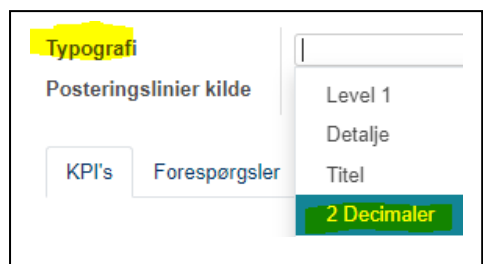 Typografi
Posteringslinier kilde
Level 1
Detalje
KPI's Forespørgsler Titel
2 Decimaler